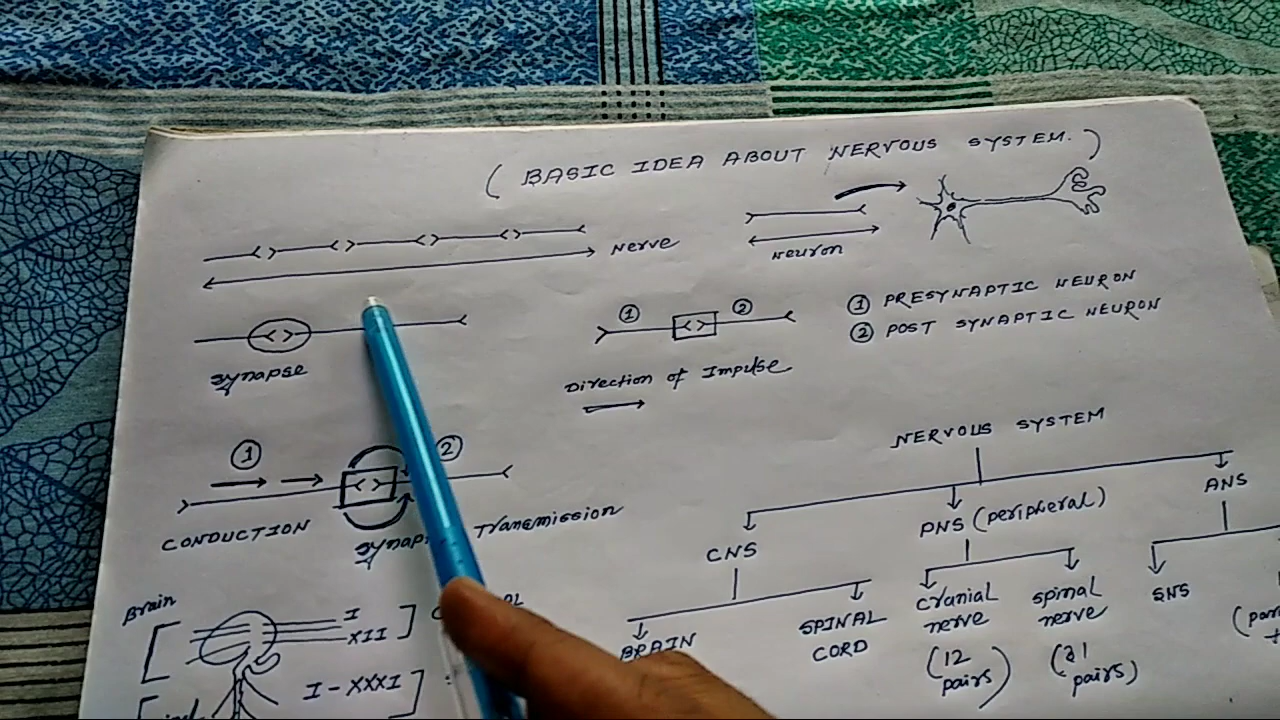 ( BASIC IDEA ABOUT NERVOUS SYSTEM. )
Nerve
Neuron
Synapse
① ②
Direction of Impulse
① PRESYNAPTIC NEURON
② POST SYNAPTIC NEURON
① ②
CONDUCTION
Transmission
NERVOUS SYSTEM
CNS
PNS (peripheral)
ANS
BRAIN
SPINAL CORD
cranial nerve
(12 pairs)
spinal nerve
(31 pairs)
SNS
Brain
I
XII
I - XXXI